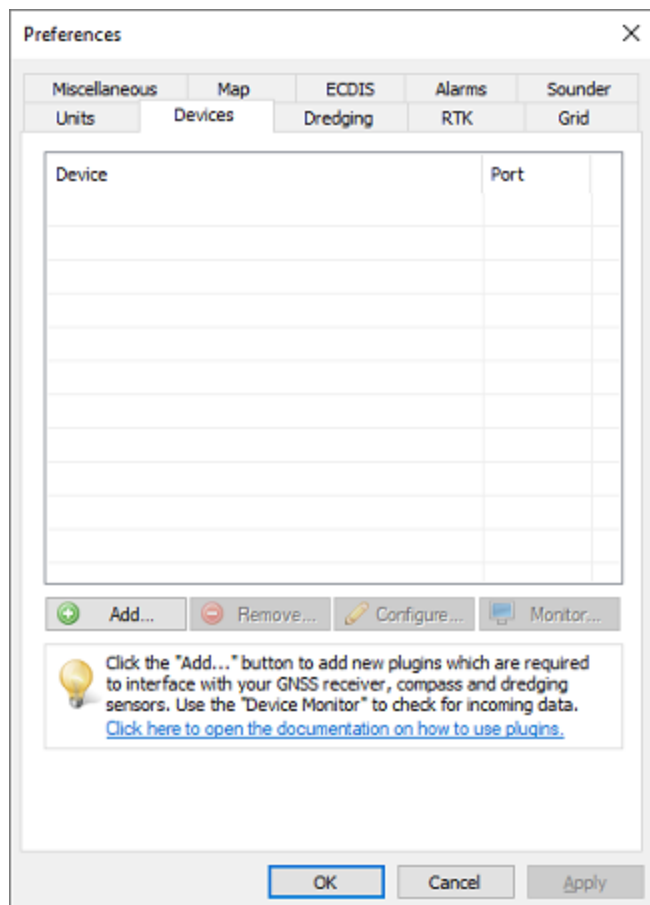 Preferences
Miscellaneous Map ECDIS Alarms Sounder
Units Devices Dredging RTK Grid
Device Port
Add... Remove... Configure... Monitor...
Click the "Add..." button to add new plugins which are required
to interface with your GNSS receiver, compass and dredging
sensors. Use the "Device Monitor" to check for incoming data.
Click here to open the documentation on how to use plugins.
OK Cancel Apply